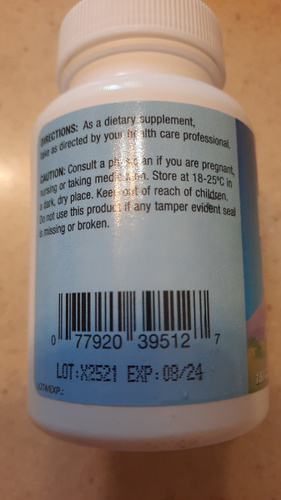 DIRECTIONS: As a dietary supplement,
take as directed by your health care professional.
CAUTION: Consult a physician if you are pregnant,
nursing or taking medication. Store at 18-25ºC in
a dark, dry place. Keep out of reach of children.
Do not use this product if any tamper evident seal
is missing or broken.
0 77920 39512 7
LOT:X2521 EXP:08/24
LOT#/EXP.: